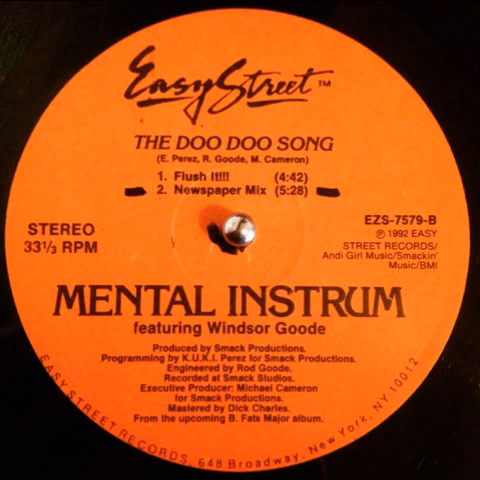 Easy Street ™
THE DOO DOO SONG
(E. Perez, R. Goode, M. Cameron)
1. Flush It!!! (4:42)
2. Newspaper Mix (5:28)
STEREO
33⅓ RPM
EZS-7579-B
℗ 1992 EASY
STREET RECORDS/
Andi Girl Music/Smackin'
Music/BMI
MENTAL INSTRUM
featuring Windsor Goode
Produced by Smack Productions.
Programming by K.U.K.I. Perez for Smack Productions.
Engineered by Rod Goode.
Recorded at Smack Studios.
Executive Producer: Michael Cameron
for Smack Productions.
Mastered by Dick Charles.
From the upcoming B. Fats Major album.
EASY STREET RECORDS, 648 Broadway, New York, NY 10012